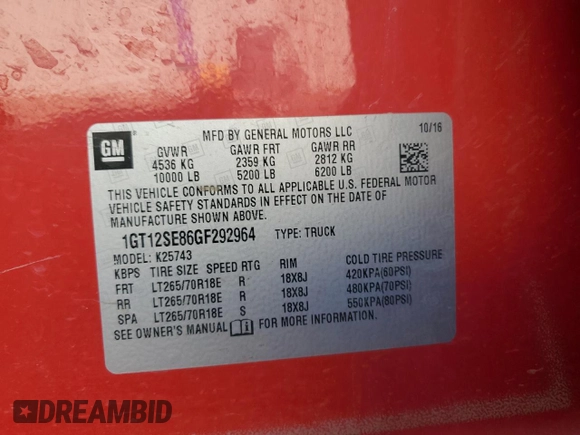 MFD BY GENERAL MOTORS LLC 10/16
GM
GVWR GAWR FRT GAWR RR
4536 KG 2359 KG 2812 KG
10000 LB 5200 LB 6200 LB
THIS VEHICLE CONFORMS TO ALL APPLICABLE U.S. FEDERAL MOTOR
VEHICLE SAFETY STANDARDS IN EFFECT ON THE DATE OF
MANUFACTURE SHOWN ABOVE.
1GT12SE86GF292964 TYPE: TRUCK
MODEL: K25743
KBPS TIRE SIZE SPEED RTG RIM COLD TIRE PRESSURE
FRT LT265/70R18E R 18X8J 420KPA(60PSI)
RR LT265/70R18E R 18X8J 480KPA(70PSI)
SPA LT265/70R18E S 18X8J 550KPA(80PSI)
SEE OWNER'S MANUAL FOR MORE INFORMATION.
DREAMBID